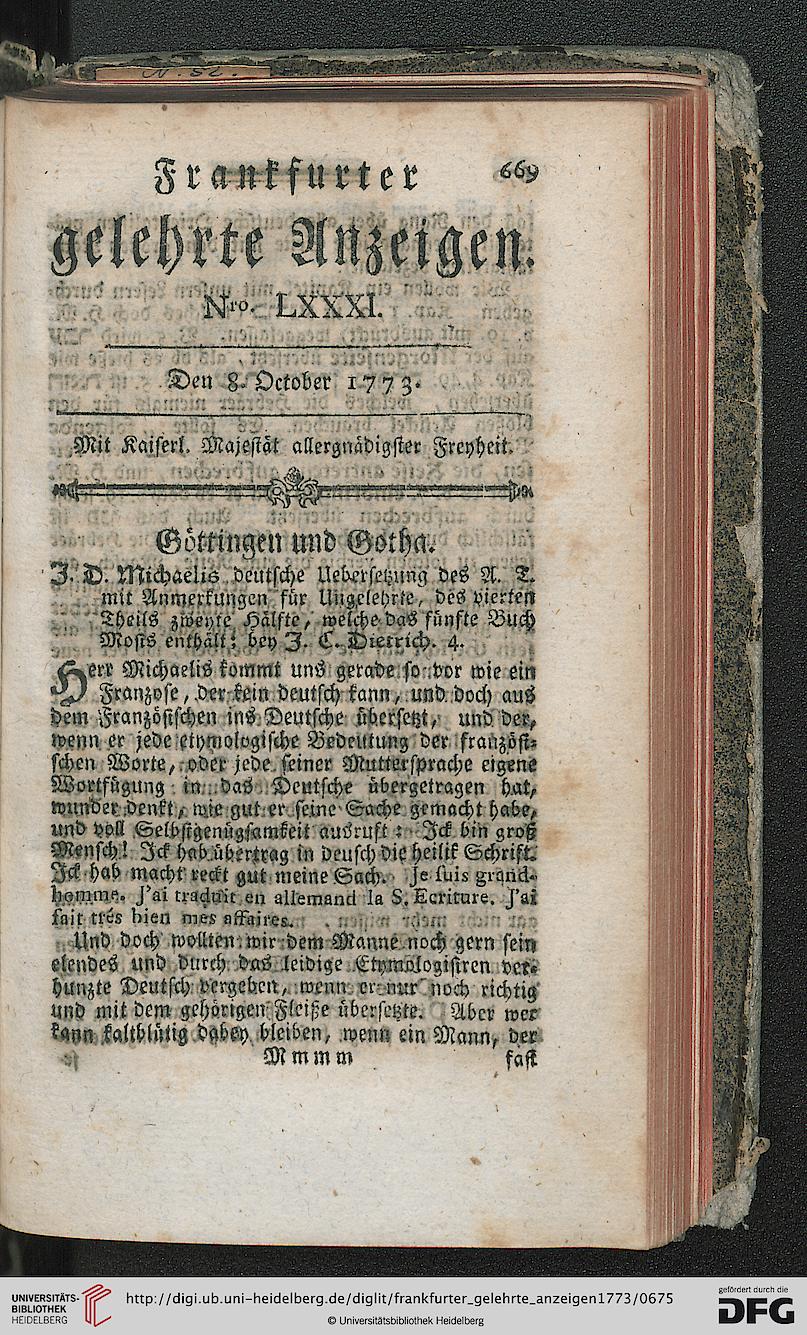 N. 82.
Frankfurter 669
gelehrte Anzeigen.
Nro. LXXXI.
Den 8. October 1773.
Mit Kaiserl. Majestät allergnädigster Freyheit.
Göttingen und Gotha.
J. D. Michaelis deutsche Uebersetzung des A. T.
mit Anmerkungen für Ungelehrte, des vierten
Theils zweyte Hälfte, welche das fünfte Buch
Mosis enthält; bey J. C. Dietrich. 4.
Herr Michaelis kommt uns gerade so vor wie ein
Franzose, der kein deutsch kann, und doch aus
dem Französischen ins Deutsche übersetzt, und der,
wenn er jede etymologische Bedeutung der französi-
schen Worte, oder jede seiner Muttersprache eigene
Wortfügung in das Deutsche übergetragen hat,
wunder denkt, wie gut er seine Sache gemacht habe,
und voll Selbstgenügsamkeit ausruft: Ick bin groß
Mensch! Ick hab übertrag in deusch die heilik Schrift.
Ick hab macht reckt gut meine Sach. Je suis grand-
homme. J'ai traduit en allemand la S. Ecriture. J'ai
fait trés bien mes affaires.
Und doch wollten wir dem Manne noch gern sein
elendes und durch das leidige Etymologisiren ver-
hunzte Deutsch vergeben, wenn er nur noch richtig
und mit dem gehörigen Fleiße übersetzte. Aber wer
kann kaltblütig dabey bleiben, wenn ein Mann, der
Mmmm fast
UNIVERSITÄTS-
BIBLIOTHEK
HEIDELBERG
http://digi.ub.uni-heidelberg.de/diglit/frankfurter_gelehrte_anzeigen1773/0675
© Universitätsbibliothek Heidelberg
gefördert durch die
DFG